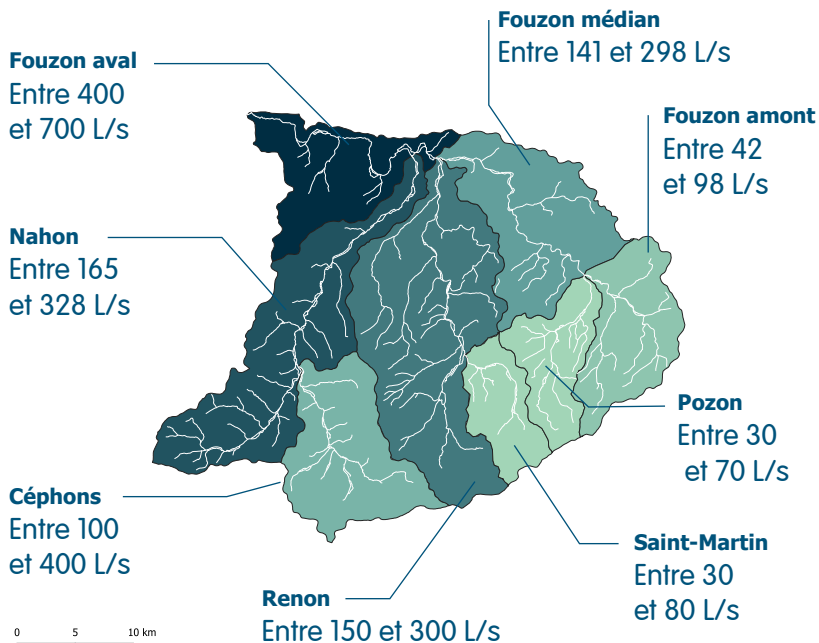 Fouzon médian
Entre 141 et 298 L/s
Fouzon aval
Entre 400
et 700 L/s
Fouzon amont
Entre 42
et 98 L/s
Nahon
Entre 165
et 328 L/s
Pozon
Entre 30
et 70 L/s
Céphons
Entre 100
et 400 L/s
Saint-Martin
Entre 30
et 80 L/s
Renon
Entre 150 et 300 L/s
0 5 10 km